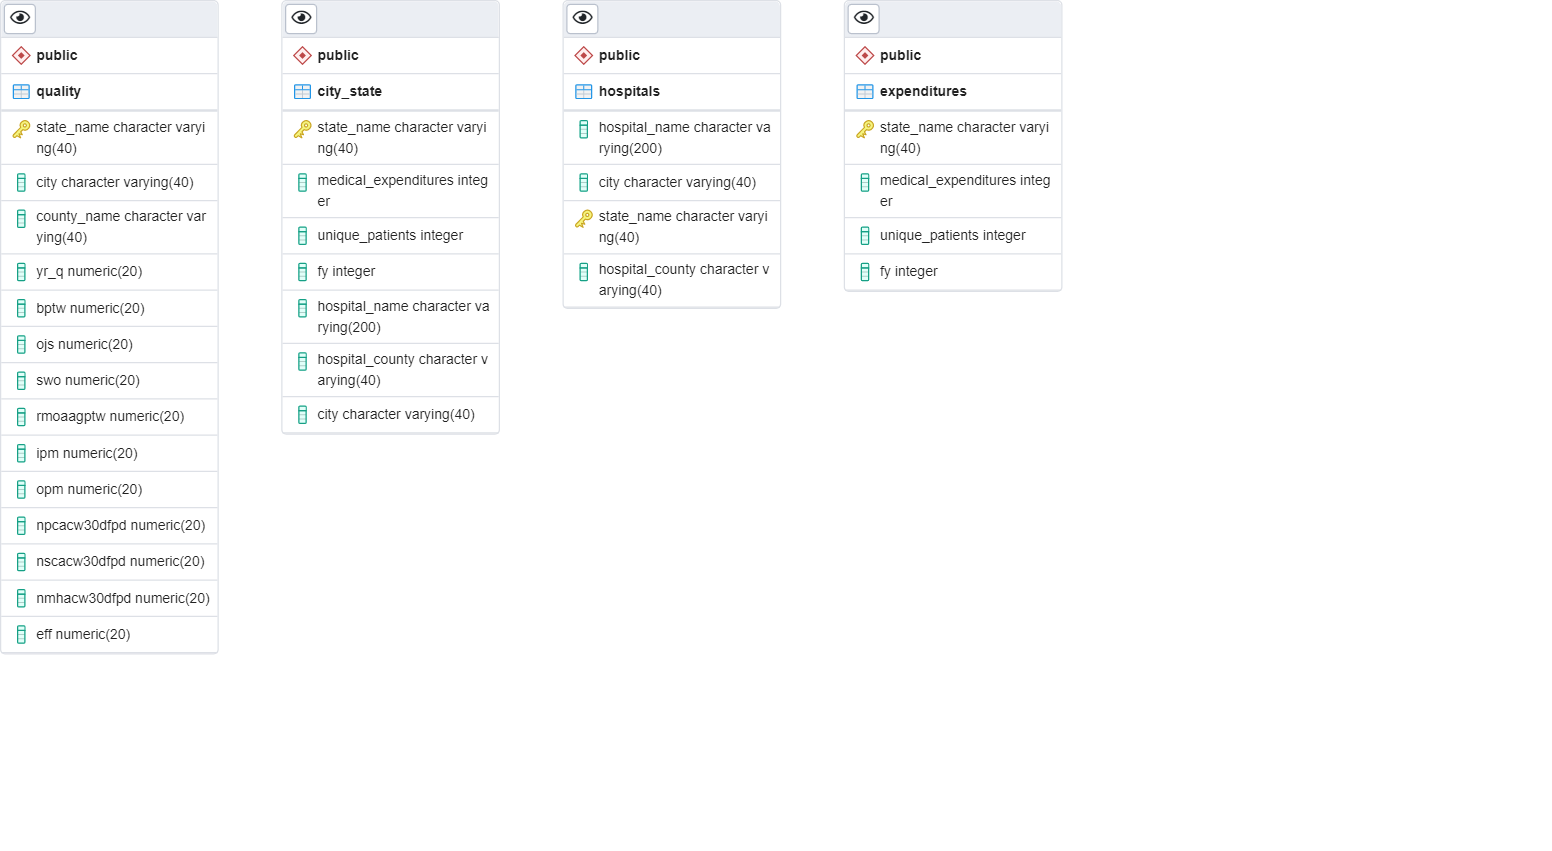 public
quality
state_name character varyi
ng(40)
city character varying(40)
county_name character var
ying(40)
yr_q numeric(20)
bptw numeric(20)
ojs numeric(20)
swo numeric(20)
rmoaagptw numeric(20)
ipm numeric(20)
opm numeric(20)
npcacw30dfpd numeric(20)
nscacw30dfpd numeric(20)
nmhacw30dfpd numeric(20)
eff numeric(20)
public
city_state
state_name character varyi
ng(40)
medical_expenditures integ
er
unique_patients integer
fy integer
hospital_name character va
rying(200)
hospital_county character v
arying(40)
city character varying(40)
public
hospitals
hospital_name character va
rying(200)
city character varying(40)
state_name character varyi
ng(40)
hospital_county character v
arying(40)
public
expenditures
state_name character varyi
ng(40)
medical_expenditures integ
er
unique_patients integer
fy integer